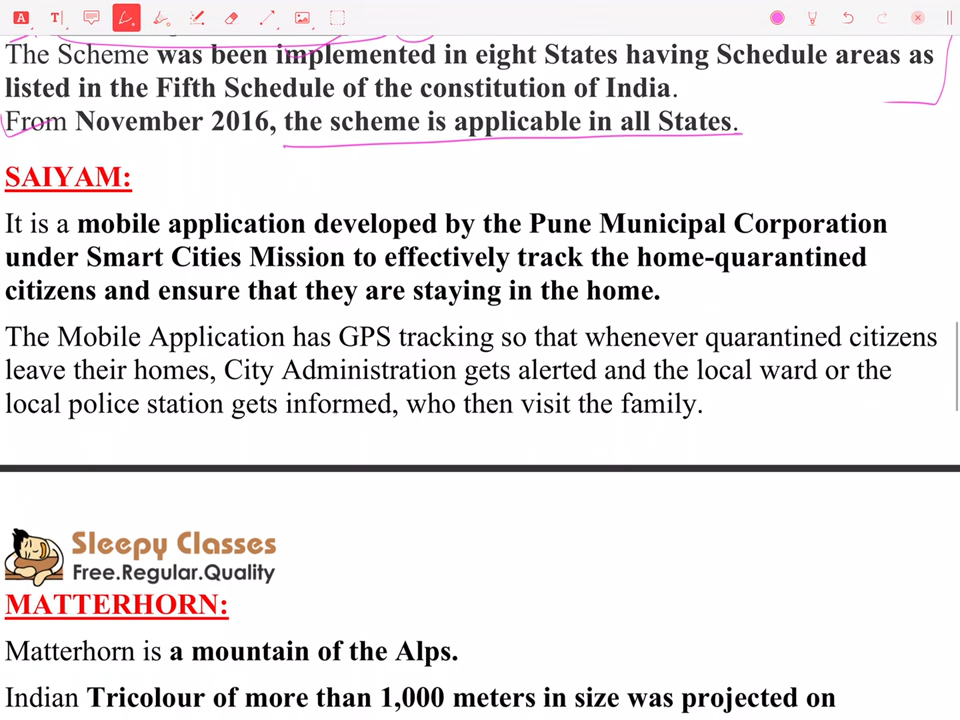 The Scheme was been implemented in eight States having Schedule areas as
listed in the Fifth Schedule of the constitution of India.
From November 2016, the scheme is applicable in all States.
SAIYAM:
It is a mobile application developed by the Pune Municipal Corporation
under Smart Cities Mission to effectively track the home-quarantined
citizens and ensure that they are staying in the home.
The Mobile Application has GPS tracking so that whenever quarantined citizens
leave their homes, City Administration gets alerted and the local ward or the
local police station gets informed, who then visit the family.
Sleepy Classes
Free.Regular.Quality
MATTERHORN:
Matterhorn is a mountain of the Alps.
Indian Tricolour of more than 1,000 meters in size was projected on